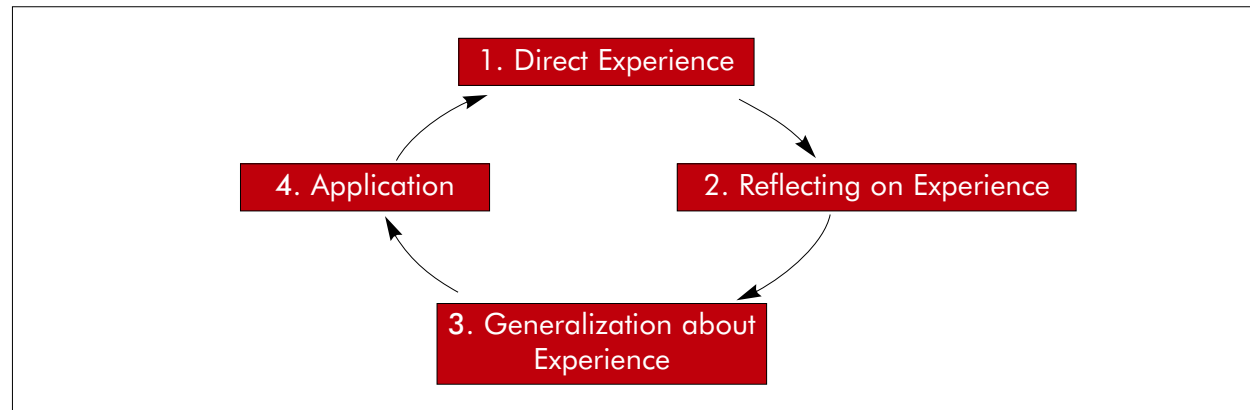 1. Direct Experience
2. Reflecting on Experience
3. Generalization about
Experience
4. Application